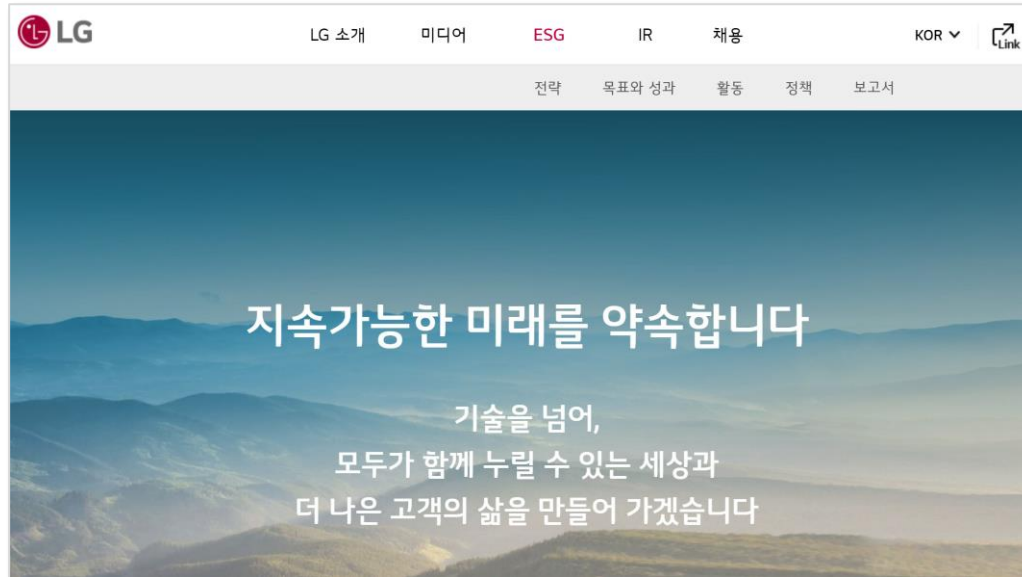 LG
LG 소개 미디어 ESG IR 채용 KOR Link
전략 목표와 성과 활동 정책 보고서
지속가능한 미래를 약속합니다
기술을 넘어,
모두가 함께 누릴 수 있는 세상과
더 나은 고객의 삶을 만들어 가겠습니다